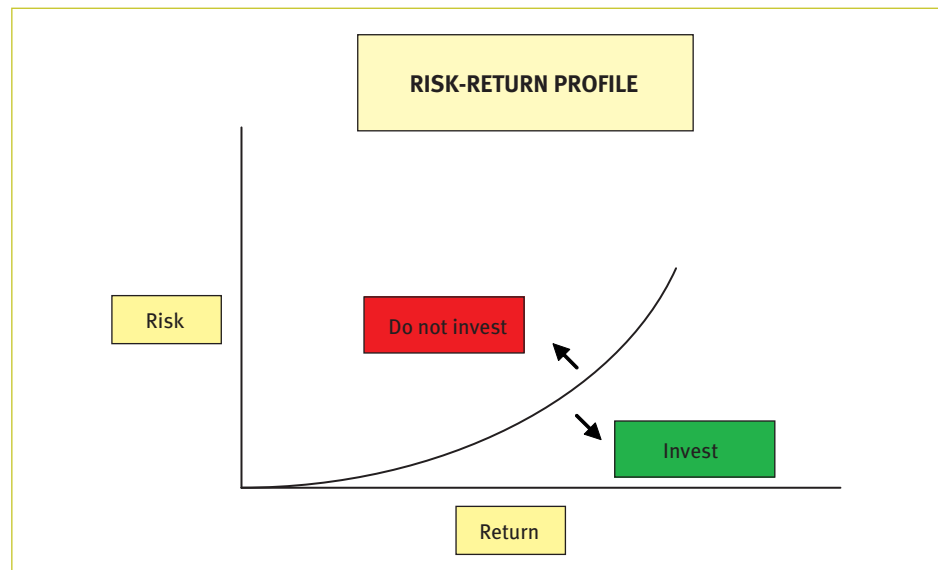 RISK-RETURN PROFILE
Risk
Do not invest
Invest
Return